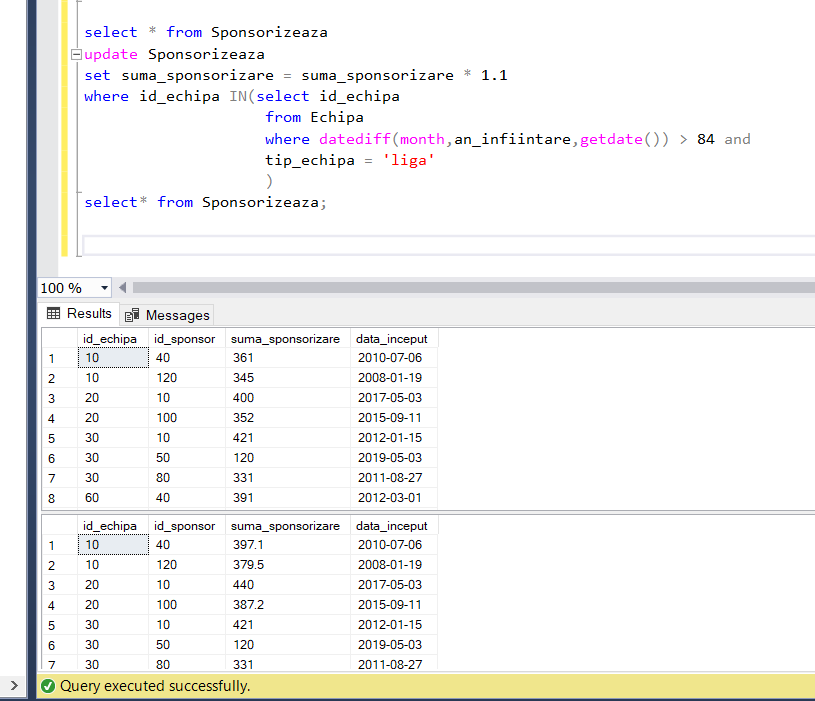 select * from Sponsorizeaza
update Sponsorizeaza
set suma_sponsorizare = suma_sponsorizare * 1.1
where id_echipa IN(select id_echipa
from Echipa
where datediff(month,an_infiintare,getdate()) > 84 and
tip_echipa = 'liga'
)
select* from Sponsorizeaza;
100 %
Results Messages
id_echipa id_sponsor suma_sponsorizare data_inceput
1 10 40 361 2010-07-06
2 10 120 345 2008-01-19
3 20 10 400 2017-05-03
4 20 100 352 2015-09-11
5 30 10 421 2012-01-15
6 30 50 120 2019-05-03
7 30 80 331 2011-08-27
8 60 40 391 2012-03-01
id_echipa id_sponsor suma_sponsorizare data_inceput
1 10 40 397.1 2010-07-06
2 10 120 379.5 2008-01-19
3 20 10 440 2017-05-03
4 20 100 387.2 2015-09-11
5 30 10 421 2012-01-15
6 30 50 120 2019-05-03
7 30 80 331 2011-08-27
Query executed successfully.